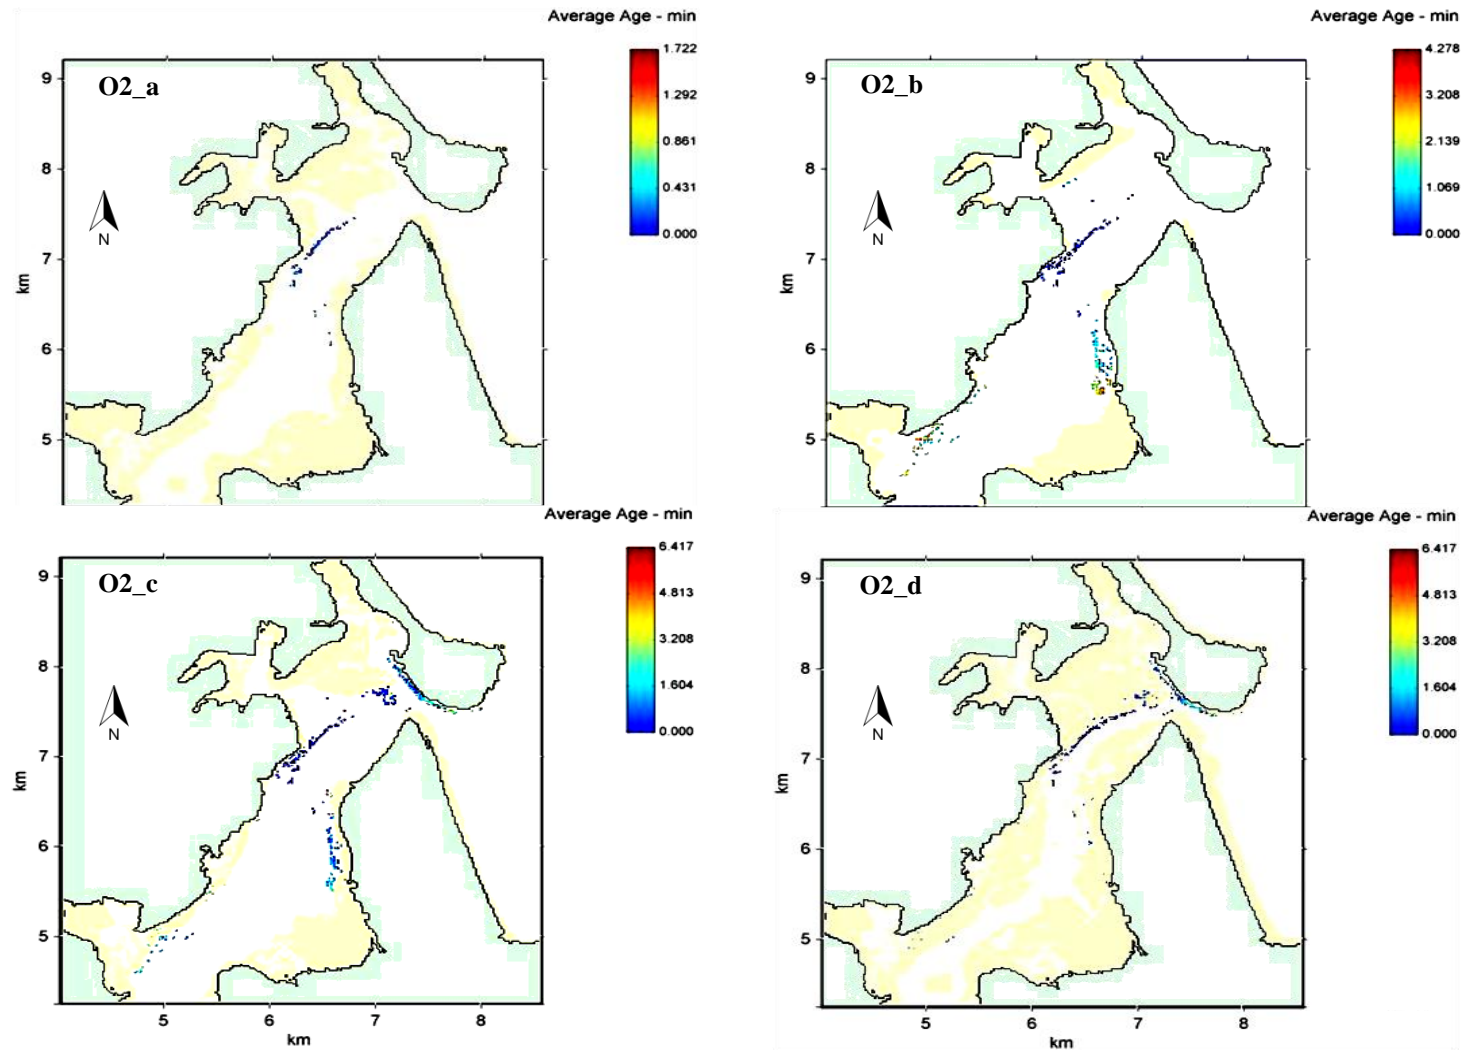 Average Age - min
Average Age - min
O2_a
O2_b
1.722
1.292
0.861
0.431
0.000
4.278
3.208
2.139
1.069
0.000
9
8
7
6
5
km
N
9
8
7
6
5
km
N
Average Age - min
Average Age - min
O2_c
O2_d
6.417
4.813
3.208
1.604
0.000
6.417
4.813
3.208
1.604
0.000
9
8
7
6
5
km
N
9
8
7
6
5
km
N
5 6 7 8
km
5 6 7 8
km